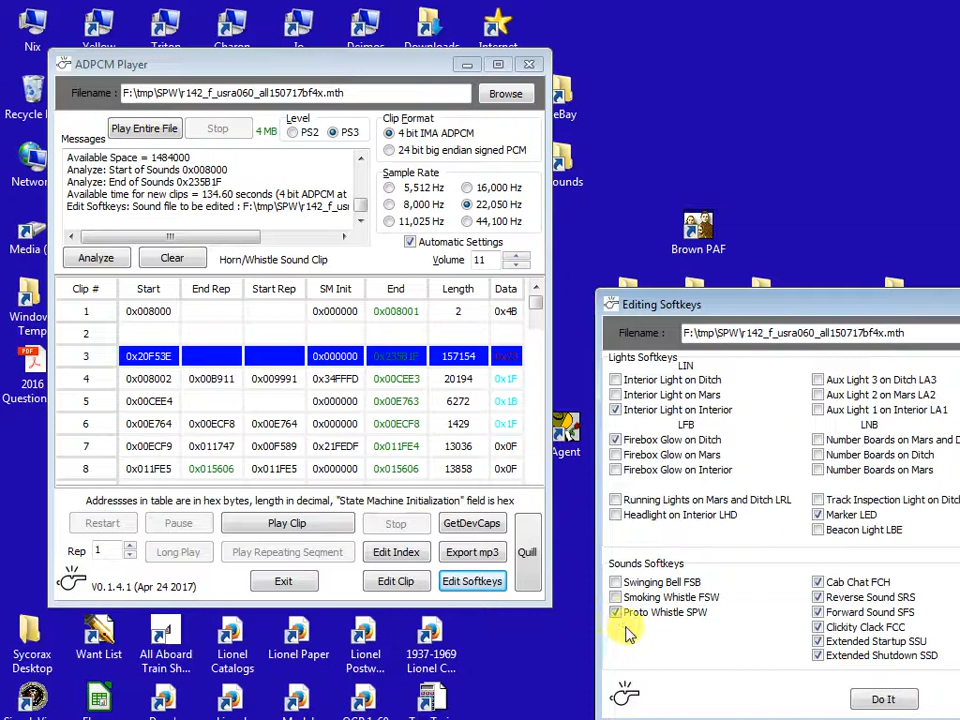 Nix
Yellow
Triton
Charon
Io
Deimos
Downloads
Internet
ADPCM Player
Filename : F:\tmp\SPW\r142_f_usra060_all150717bf4x.mth Browse
Recycle
eBay
Play Entire File Stop 4 MB
Level
PS2 PS3
Clip Format
4 bit IMA ADPCM
24 bit big endian signed PCM
Messages
Available Space = 1484000
Analyze: Start of Sounds 0x008000
Analyze: End of Sounds 0x235B1F
Available time for new clips = 134.60 seconds (4 bit ADPCM at
Edit Softkeys: Sound file to be edited : F:\tmp\SPW\r142_f_usr
Sample Rate
5,512 Hz 16,000 Hz
8,000 Hz 22,050 Hz
11,025 Hz 44,100 Hz
Automatic Settings
Analyze Clear Horn/Whistle Sound Clip Volume 11
Networ
ounds
Media (
Brown PAF
Window
Temp
2016
Question
Agent
Clip # Start End Rep Start Rep SM Init End Length Data
1 0x008000 0x000000 0x008001 2 0x4B
2
3 0x20F53E 0x000000 0x235B1F 157154
4 0x008002 0x00B911 0x009991 0x34FFFD 0x00CEE3 20194 0x1F
5 0x00CEE4 0x000000 0x00E763 6272 0x1B
6 0x00E764 0x00ECF8 0x00E764 0x000000 0x00ECF8 1429 0x1F
7 0x00ECF9 0x011747 0x00F589 0x21FEDF 0x011FE4 13036 0x0F
8 0x011FE5 0x015606 0x011FE5 0x000000 0x015606 13858 0x0F
Addressses in table are in hex bytes, length in decimal, "State Machine Initialization" field is hex
Restart Pause Play Clip Stop GetDevCaps
Rep 1 Long Play Play Repeating Segment Edit Index Export mp3 Quill
V0.1.4.1 (Apr 24 2017) Exit Edit Clip Edit Softkeys
Editing Softkeys
Filename : F:\tmp\SPW\r142_f_usra060_all150717bf4x.mth
Lights Softkeys
LIN
Interior Light on Ditch Aux Light 3 on Ditch LA3
Interior Light on Mars Aux Light 2 on Mars LA2
Interior Light on Interior Aux Light 1 on Interior LA1
LFB LNB
Firebox Glow on Ditch Number Boards on Mars and D
Firebox Glow on Mars Number Boards on Ditch
Firebox Glow on Interior Number Boards on Mars
Running Lights on Mars and Ditch LRL Track Inspection Light on Ditc
Headlight on Interior LHD Marker LED
Beacon Light LBE
Sounds Softkeys
Swinging Bell FSB Cab Chat FCH
Smoking Whistle FSW Reverse Sound SRS
Proto Whistle SPW Forward Sound SFS
Clickity Clack FCC
Extended Startup SSU
Extended Shutdown SSD
Do It
Sycorax
Desktop
Want List
All Aboard
Train Sh...
Lionel
Catalogs
Lionel Paper
Lionel
Postw...
1937-1969
Lionel C...